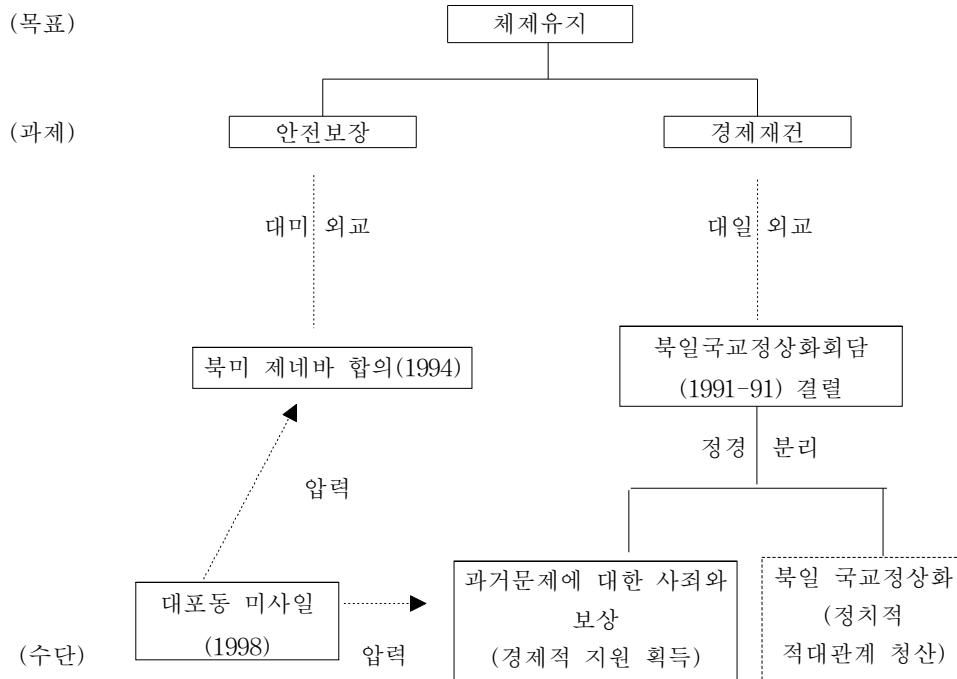 (목표)
체제유지
(과제)
안전보장
경제재건
대미 외교
대일 외교
북미 제네바 합의(1994)
북일국교정상화회담
(1991-91) 결렬
정경 분리
압력
대포동 미사일
(1998)
압력
과거문제에 대한 사죄와
보상
(경제적 지원 획득)
북일 국교정상화
(정치적
적대관계 청산)
(수단)